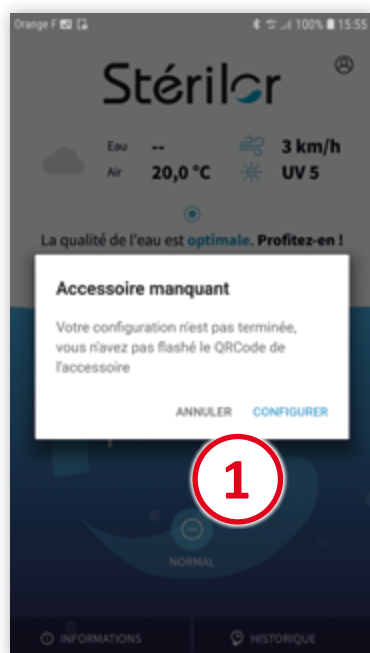 Orange F 100% 15:55
Stérilor
Eau -- 3 km/h
Air 20,0 °C UV 5
La qualité de l'eau est optimale. Profitez-en !
Accessoire manquant
Votre configuration n'est pas terminée,
vous n'avez pas flashé le QRCode de
l'accessoire
ANNULER CONFIGURER
1
NORMAL
INFORMATIONS HISTORIQUE